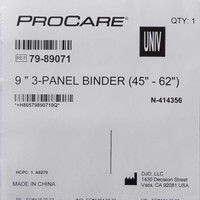 PROCARE®
QTY: 1
REF 79-89071
UNIV
9 " 3-PANEL BINDER (45" - 62")
N-414356
MADE IN CHINA
DJO, LLC
1430 Decision Street
Vista, CA 92081 USA